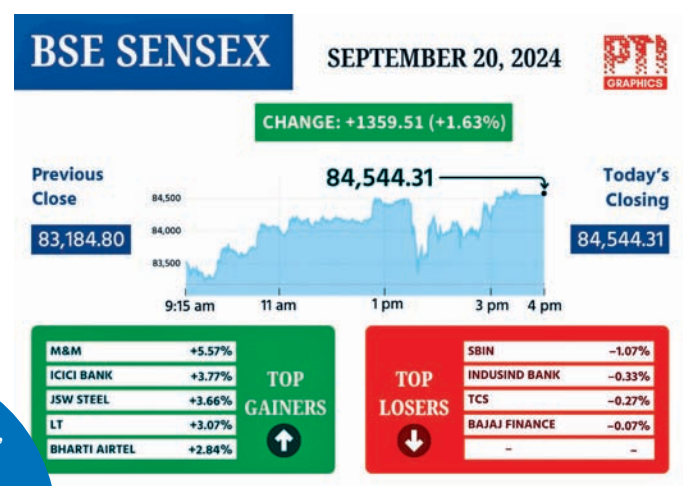 BSE SENSEX
SEPTEMBER 20, 2024
PTI
GRAPHICS
CHANGE: +1359.51 (+1.63%)
Previous
Close
83,184.80
84,544.31
Today's
Closing
84,544.31
84,500
84,000
83,500
9:15 am 11 am 1 pm 3 pm 4 pm
M&M +5.57%
ICICI BANK +3.77%
JSW STEEL +3.66%
LT +3.07%
BHARTI AIRTEL +2.84%
TOP
GAINERS
TOP
LOSERS
SBIN –1.07%
INDUSIND BANK –0.33%
TCS –0.27%
BAJAJ FINANCE –0.07%
– –